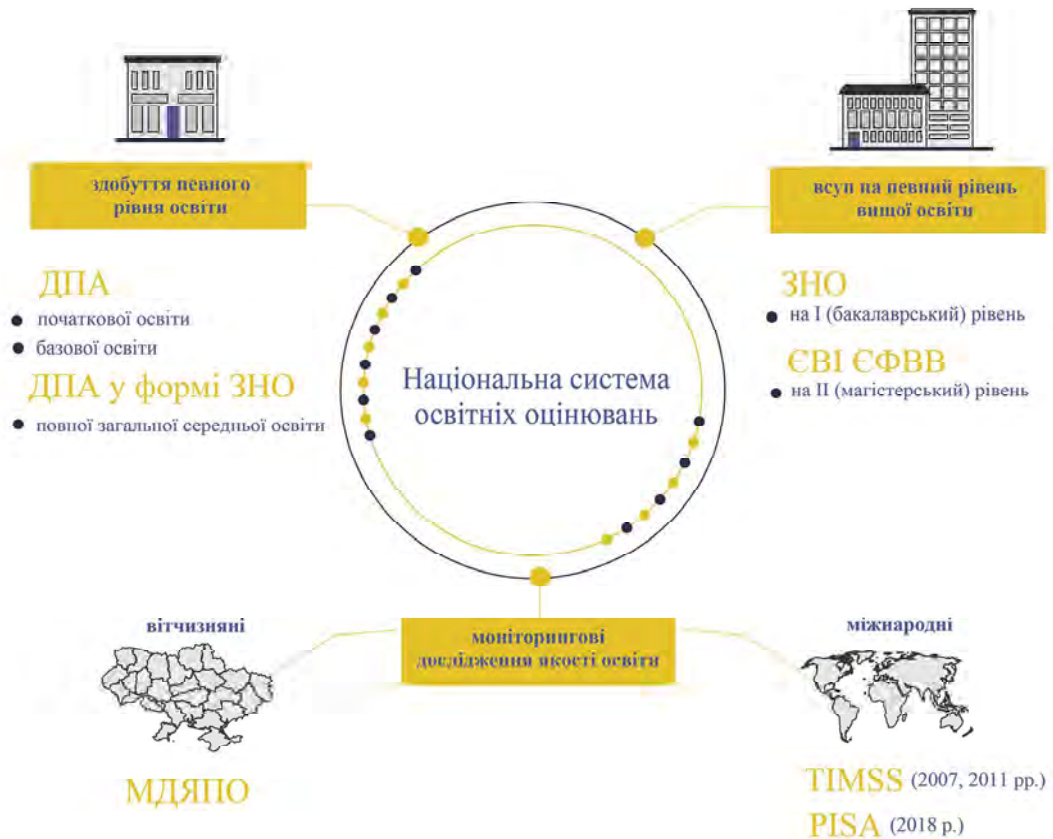 здобуття певного
рівня освіти
ДПА
початкової освіти
базової освіти
ДПА у формі ЗНО
повної загальної середньої освіти
всуп на певний рівень
вищої освіти
ЗНО
на І (бакалаврський) рівень
ЄВІ ЄФВВ
на ІІ (магістерський) рівень
Національна система
освітніх оцінювань
моніторингові
дослідження якості освіти
вітчизняні
МДЯПО
міжнародні
TIMSS (2007, 2011 рр.)
PISA (2018 р.)